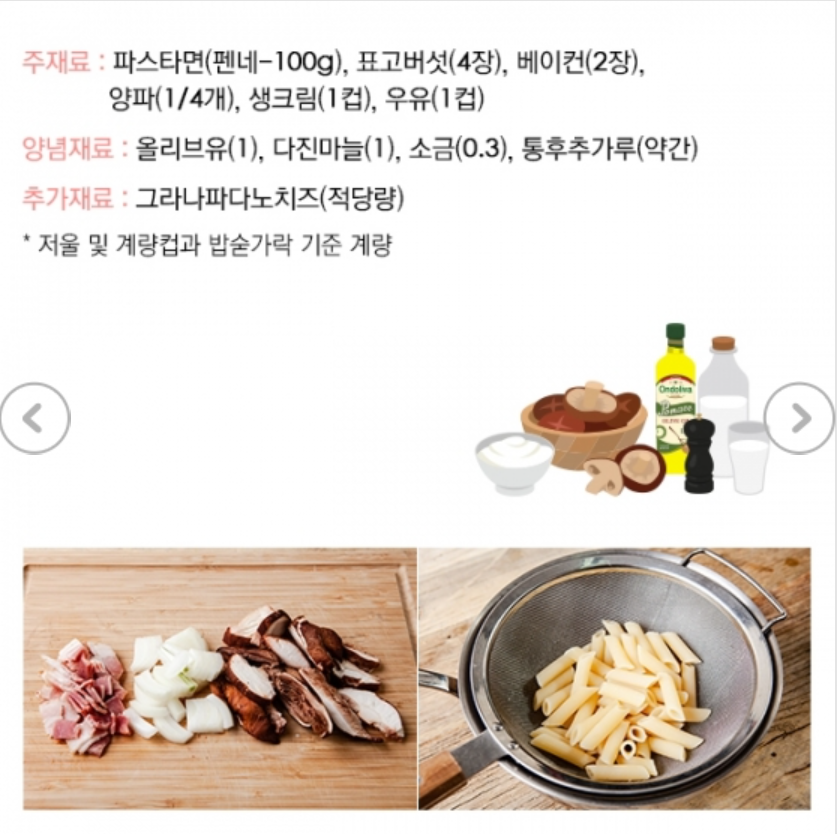 주재료 : 파스타면(펜네-100g), 표고버섯(4장), 베이컨(2장),
양파(1/4개), 생크림(1컵), 우유(1컵)
양념재료 : 올리브유(1), 다진마늘(1), 소금(0.3), 통후추가루(약간)
추가재료 : 그라나파다노치즈(적당량)
* 저울 및 계량컵과 밥숟가락 기준 계량
Ondoliva
Pomace